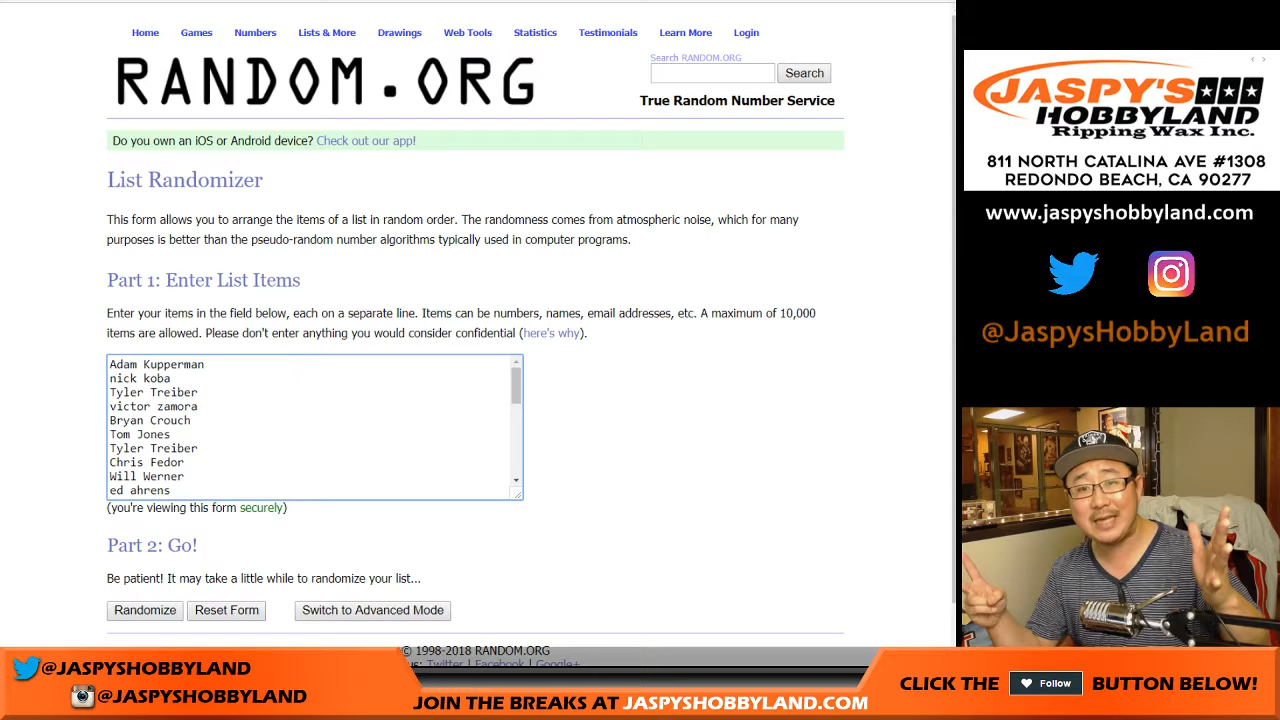 Home Games Numbers Lists & More Drawings Web Tools Statistics Testimonials Learn More Login
RANDOM.ORG
Search RANDOM.ORG
Search
True Random Number Service
Do you own an iOS or Android device? Check out our app!
List Randomizer
This form allows you to arrange the items of a list in random order. The randomness comes from atmospheric noise, which for many
purposes is better than the pseudo-random number algorithms typically used in computer programs.
Part 1: Enter List Items
Enter your items in the field below, each on a separate line. Items can be numbers, names, email addresses, etc. A maximum of 10,000
items are allowed. Please don't enter anything you would consider confidential (here's why).
Adam Kupperman
nick koba
Tyler Treiber
victor zamora
Bryan Crouch
Tom Jones
Tyler Treiber
Chris Fedor
Will Werner
ed ahrens
(you're viewing this form securely)
Part 2: Go!
Be patient! It may take a little while to randomize your list...
Randomize Reset Form Switch to Advanced Mode
© 1998-2018 RANDOM.ORG
us: Twitter | Facebook | Google+
JASPY'S
HOBBYLAND
Ripping Wax Inc.
811 NORTH CATALINA AVE #1308
REDONDO BEACH, CA 90277
www.jaspyshobbyland.com
@JaspysHobbyLand
@JASPYSHOBBYLAND
@JASPYSHOBBYLAND
JOIN THE BREAKS AT JASPYSHOBBYLAND.COM
CLICK THE Follow BUTTON BELOW!